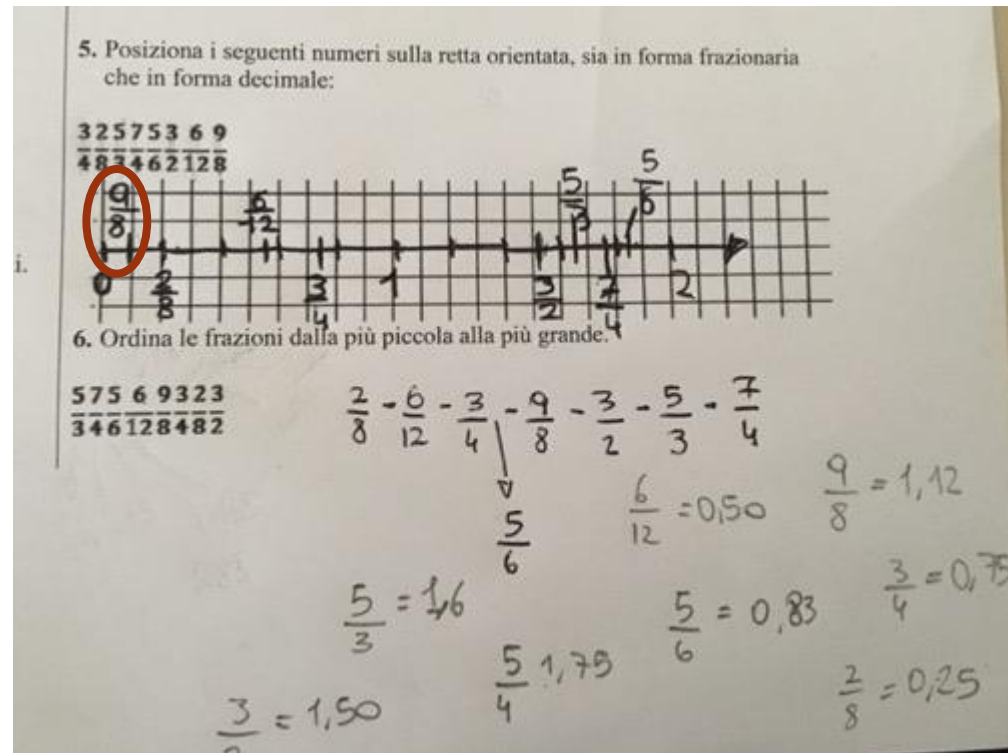 5. Posiziona i seguenti numeri sulla retta orientata, sia in forma frazionaria
che in forma decimale:
3/4 2/8 5/3 7/4 5/6 3/2 6/12 9/8
9/8 6/12 5/3 5/6
0 2/8 3/4 1 3/2 7/4 2
i.
6. Ordina le frazioni dalla più piccola alla più grande.
5/3 7/4 5/6 6/12 9/8 3/4 2/8 3/2
2/8 - 6/12 - 3/4 - 9/8 - 3/2 - 5/3 - 7/4
5/6
6/12 = 0,50
9/8 = 1,12
5/3 = 1,6
5/6 = 0,83
3/4 = 0,75
5/4 1,75
2/8 = 0,25
3/2 = 1,50